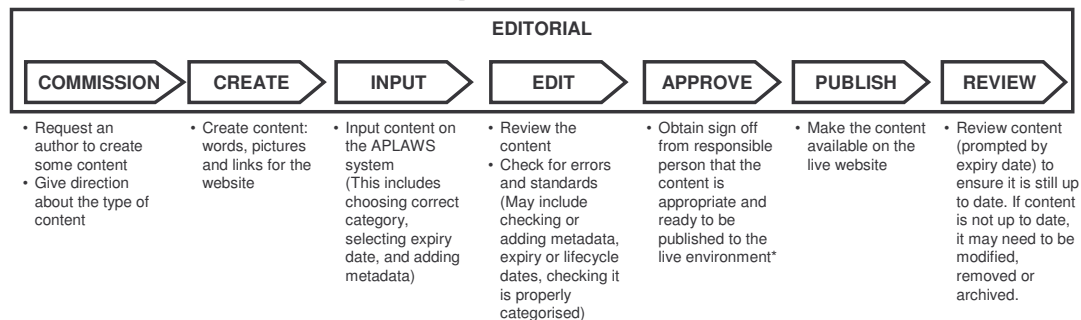 EDITORIAL
COMMISSION
CREATE
INPUT
EDIT
APPROVE
PUBLISH
REVIEW
• Request an
author to create
some content
• Give direction
about the type of
content
• Create content:
words, pictures
and links for the
website
• Input content on
the APLAWS
system
(This includes
choosing correct
category,
selecting expiry
date, and adding
metadata)
• Review the
content
• Check for errors
and standards
(May include
checking or
adding metadata,
expiry or lifecycle
dates, checking it
is properly
categorised)
• Obtain sign off
from responsible
person that the
content is
appropriate and
ready to be
published to the
live environment*
• Make the content
available on the
live website
• Review content
(prompted by
expiry date) to
ensure it is still up
to date. If content
is not up to date,
it may need to be
modified,
removed or
archived.